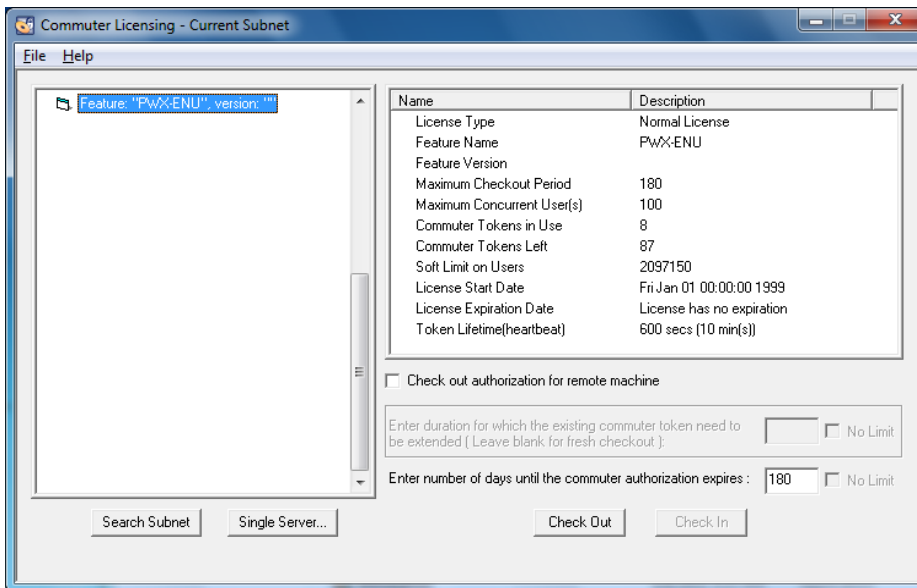 Commuter Licensing - Current Subnet
File Help
Feature: "PWX-ENU", version: ""
Name Description
License Type Normal License
Feature Name PWX-ENU
Feature Version
Maximum Checkout Period 180
Maximum Concurrent User(s) 100
Commuter Tokens in Use 8
Commuter Tokens Left 87
Soft Limit on Users 2097150
License Start Date Fri Jan 01 00:00:00 1999
License Expiration Date License has no expiration
Token Lifetime(heartbeat) 600 secs (10 min(s))
Check out authorization for remote machine
Enter duration for which the existing commuter token need to
be extended ( Leave blank for fresh checkout ): No Limit
Enter number of days until the commuter authorization expires : 180 No Limit
Search Subnet Single Server... Check Out Check In